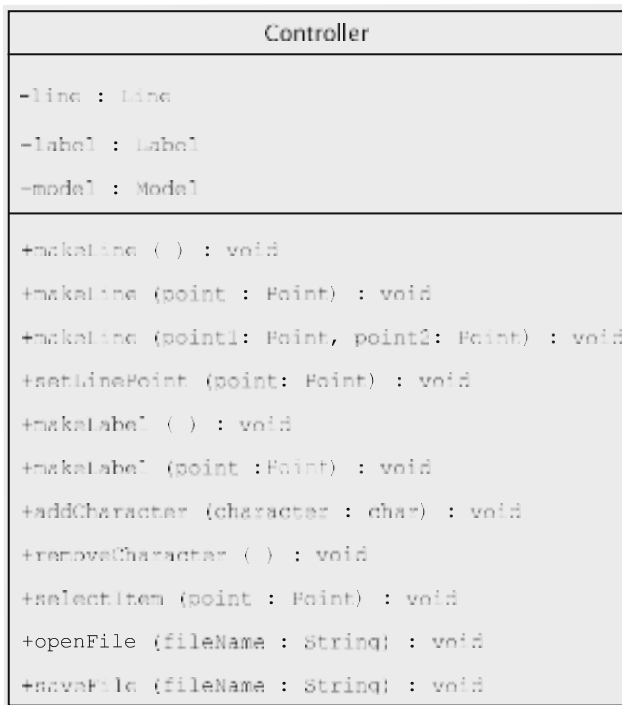 Controller
-line : Line
-label : Label
-model : Model
+makeLine ( ) : void
+makeLine (point : Point) : void
+makeLine (point1: Point, point2: Point) : void
+setLinePoint (point: Point) : void
+makeLabel ( ) : void
+makeLabel (point :Point) : void
+addCharacter (character : char) : void
+removeCharacter ( ) : void
+selectItem (point : Point) : void
+openFile (fileName : String) : void
+saveFile (fileName : String) : void